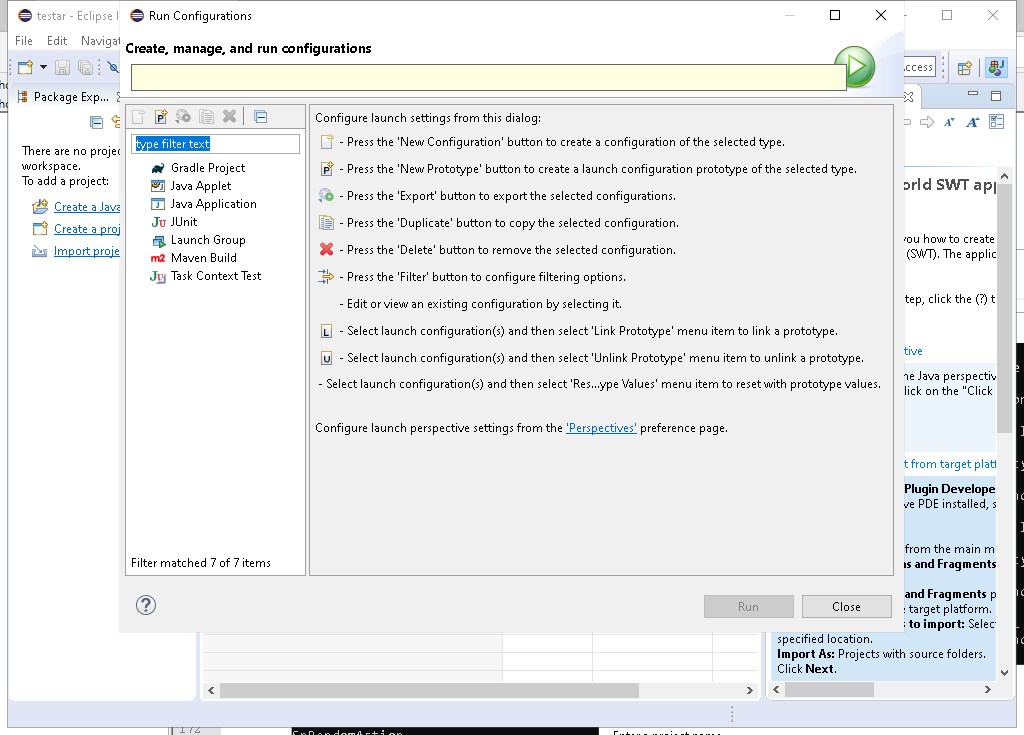 testar - Eclipse I
Run Configurations
File Edit Navigat
Create, manage, and run configurations
ccess
Package Exp...
type filter text
Gradle Project
Java Applet
Java Application
JUnit
Launch Group
Maven Build
Task Context Test
Filter matched 7 of 7 items
Configure launch settings from this dialog:
- Press the 'New Configuration' button to create a configuration of the selected type.
- Press the 'New Prototype' button to create a launch configuration prototype of the selected type.
- Press the 'Export' button to export the selected configurations.
- Press the 'Duplicate' button to copy the selected configuration.
- Press the 'Delete' button to remove the selected configuration.
- Press the 'Filter' button to configure filtering options.
- Edit or view an existing configuration by selecting it.
- Select launch configuration(s) and then select 'Link Prototype' menu item to link a prototype.
- Select launch configuration(s) and then select 'Unlink Prototype' menu item to unlink a prototype.
- Select launch configuration(s) and then select 'Res...ype Values' menu item to reset with prototype values.
Configure launch perspective settings from the 'Perspectives' preference page.
Run
Close
There are no projec
workspace.
To add a project:
Create a Java
Create a proj
Import proje
orld SWT app
you how to create
(SWT). The applic
tep, click the (?) t
tive
he Java perspectiv
lick on the "Click
t from target platf
Plugin Develope
ve PDE installed, s
from the main m
ns and Fragments
and Fragments p
e target platform.
s to import: Selec
specified location.
Import As: Projects with source folders.
Click Next.
172
SpRandomAction
Enter a project name